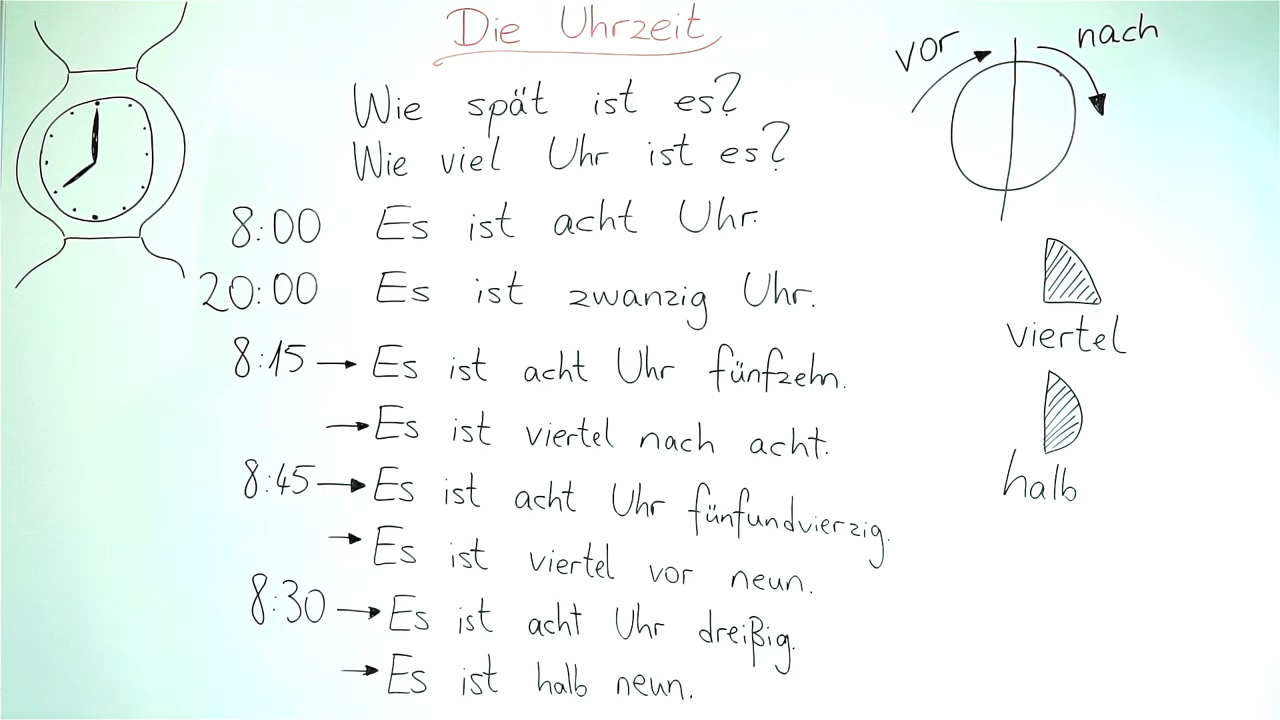 Die Uhrzeit
vor
nach
Wie spät ist es?
Wie viel Uhr ist es?
8:00 Es ist acht Uhr.
20:00 Es ist zwanzig Uhr.
8:15 → Es ist acht Uhr fünfzehn.
→ Es ist viertel nach acht.
8:45 → Es ist acht Uhr fünfundvierzig.
→ Es ist viertel vor neun.
8:30 → Es ist acht Uhr dreißig.
→ Es ist halb neun.
viertel
halb